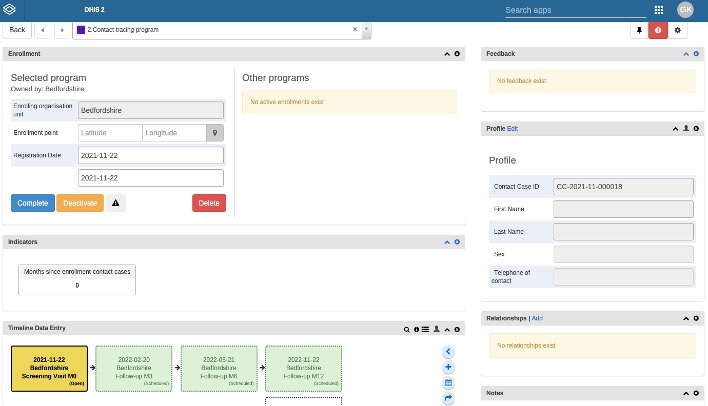 DHIS 2
Search apps
GK
Back
2.Contact tracing program
Enrollment
Selected program
Owned by: Bedfordshire
Enrolling organisation unit
Bedfordshire
Enrollment point
Latitude
Longitude
Registration Date
2021-11-22
2021-11-22
Complete
Deactivate
Delete
Other programs
No active enrollments exist
Indicators
Months since enrollment-contact cases
0
Timeline Data Entry
2021-11-22
Bedfordshire
Screening Visit M0
(Open)
2022-02-20
Bedfordshire
Follow-up M3
(Scheduled)
2022-05-21
Bedfordshire
Follow-up M6
(Scheduled)
2022-11-22
Bedfordshire
Follow-up M12
(Scheduled)
Feedback
No feedback exist
Profile Edit
Profile
Contact Case ID
CC-2021-11-000018
First Name
Last Name
Sex
Telephone of
contact
Relationships | Add
No relationships exist
Notes